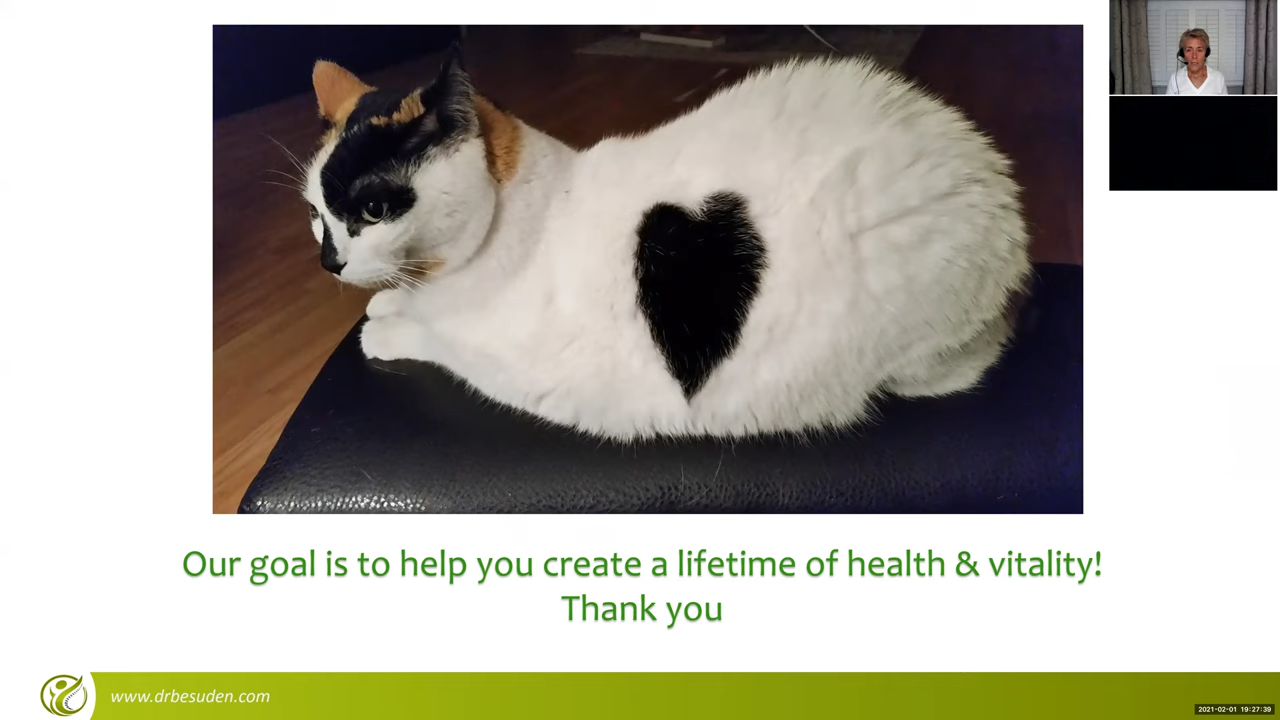 Our goal is to help you create a lifetime of health & vitality!
Thank you
www.drbesuden.com
2021-02-01 19:27:39